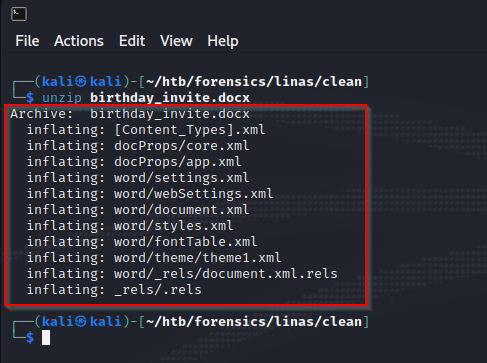 File Actions Edit View Help
┌──(kali㉿kali)-[~/htb/forensics/linas/clean]
└─$ unzip birthday_invite.docx
Archive:  birthday_invite.docx
  inflating: [Content_Types].xml
  inflating: docProps/core.xml
  inflating: docProps/app.xml
  inflating: word/settings.xml
  inflating: word/webSettings.xml
  inflating: word/document.xml
  inflating: word/styles.xml
  inflating: word/fontTable.xml
  inflating: word/theme/theme1.xml
  inflating: word/_rels/document.xml.rels
  inflating: _rels/.rels
┌──(kali㉿kali)-[~/htb/forensics/linas/clean]
└─$